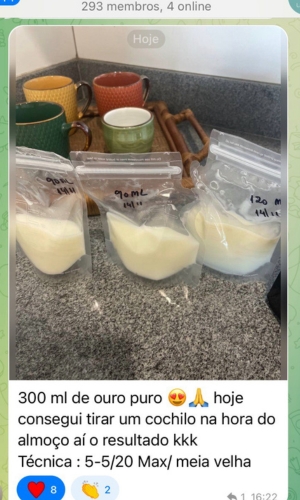 293 membros, 4 online
Hoje
90ML
14/11
90ML
14/11
120 M
14/11
300 ml de ouro puro 😍🙏 hoje
consegui tirar um cochilo na hora do
almoço aí o resultado kkk
Técnica : 5-5/20 Max/ meia velha
❤️ 8
👏 2
1 16:22